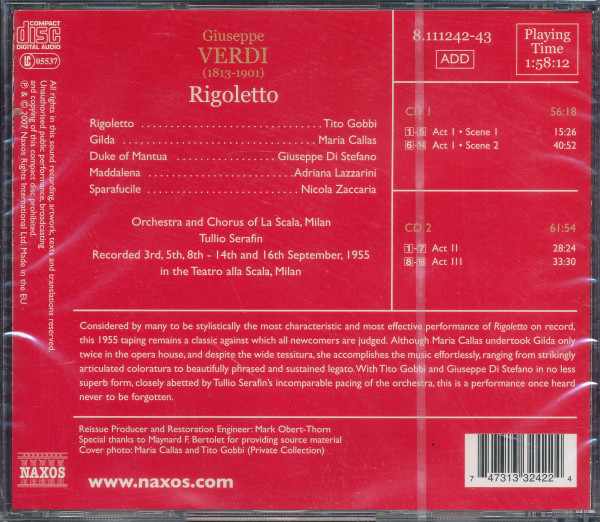 COMPACT
disc
DIGITAL AUDIO
LC 05537
Giuseppe
VERDI
(1813-1901)
Rigoletto
Rigoletto . . . . . . . . . . . . . . . . . . . . . . . . . Tito Gobbi
Gilda . . . . . . . . . . . . . . . . . . . . . . . . . . . Maria Callas
Duke of Mantua . . . . . . . . . . . . . . . Giuseppe Di Stefano
Maddalena . . . . . . . . . . . . . . . . . . . . . Adriana Lazzarini
Sparafucile . . . . . . . . . . . . . . . . . . . . . Nicola Zaccaria
Orchestra and Chorus of La Scala, Milan
Tullio Serafin
Recorded 3rd, 5th, 8th - 14th and 16th September, 1955
in the Teatro alla Scala, Milan
8.111242-43
ADD
Playing
Time
1:58:12
CD 1 56:18
1-5 Act I • Scene 1 15:26
6-14 Act I • Scene 2 40:52
CD 2 61:54
1-7 Act II 28:24
8-16 Act III 33:30
All rights in this sound recording, artwork, texts and translations reserved.
Unauthorised public performance, broadcasting
and copying of this compact disc prohibited.
℗ & © 2007 Naxos Rights International Ltd. Made in the EU
Considered by many to be stylistically the most characteristic and most effective performance of Rigoletto on record,
this 1955 taping remains a classic against which all newcomers are judged. Although Maria Callas undertook Gilda only
twice in the opera house, and despite the wide tessitura, she accomplishes the music effortlessly, ranging from strikingly
articulated coloratura to beautifully phrased and sustained legato. With Tito Gobbi and Giuseppe Di Stefano in no less
superb form, closely abetted by Tullio Serafin's incomparable pacing of the orchestra, this is a performance once heard
never to be forgotten.
Reissue Producer and Restoration Engineer: Mark Obert-Thorn
Special thanks to Maynard F. Bertolet for providing source material
Cover photo: Maria Callas and Tito Gobbi (Private Collection)
NAXOS
www.naxos.com
7 47313 32422 4